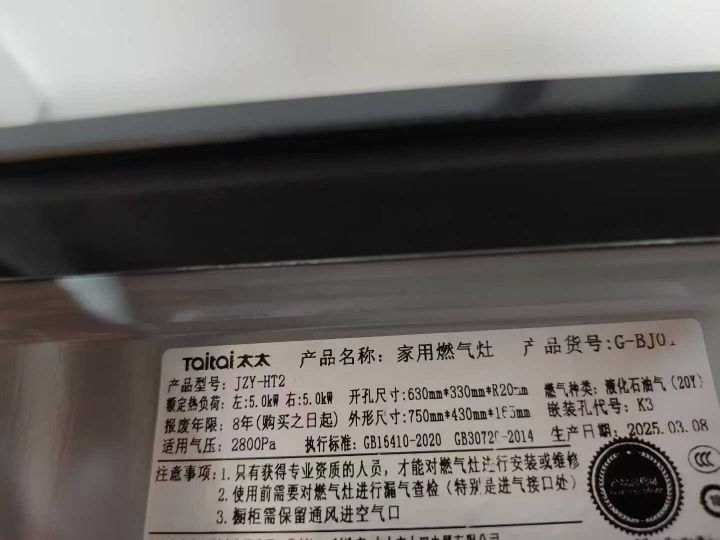 Taitai 太太 产品名称: 家用燃气灶 产品货号:G-BJ01
产品型号: JZY-HT2
额定热负荷: 左:5.0kW 右:5.0kW 开孔尺寸:630mm*330mm*R20mm 燃气种类: 液化石油气(20Y)
报废年限: 8年(购买之日起) 外形尺寸:750mm*430mm*165mm 嵌装孔代号: K3
适用气压: 2800Pa 执行标准: GB16410-2020 GB30720-2014 生产日期: 2025.03.08
注意事项: 1.只有获得专业资质的人员, 才能对燃气灶进行安装或维修
2.使用前需要对燃气灶进行漏气查检(特别是进气接口处)
3.橱柜需保留通风进空气口
CCC